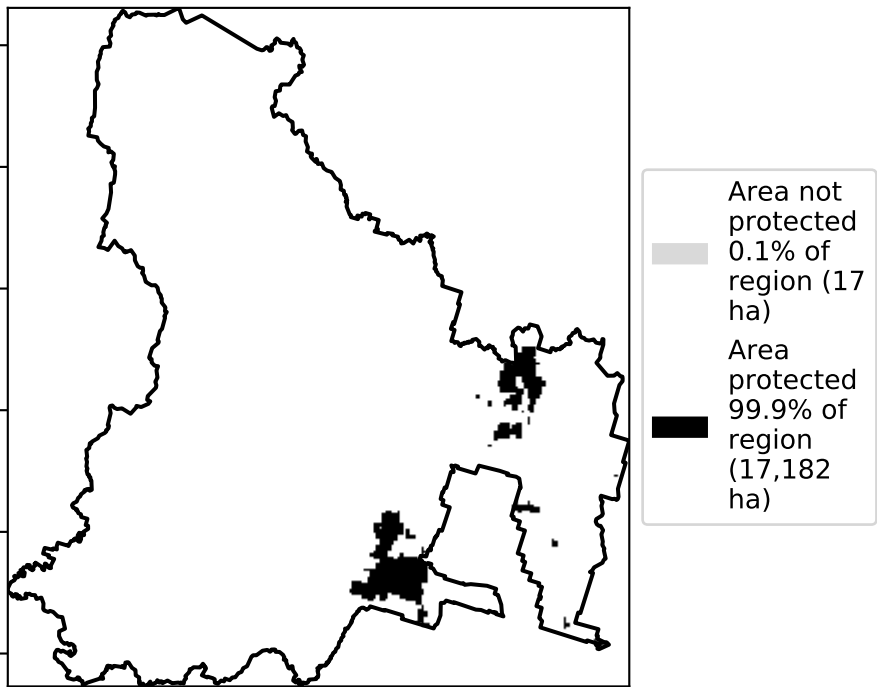 Area not
protected
0.1% of
region (17
ha)
Area
protected
99.9% of
region
(17,182
ha)